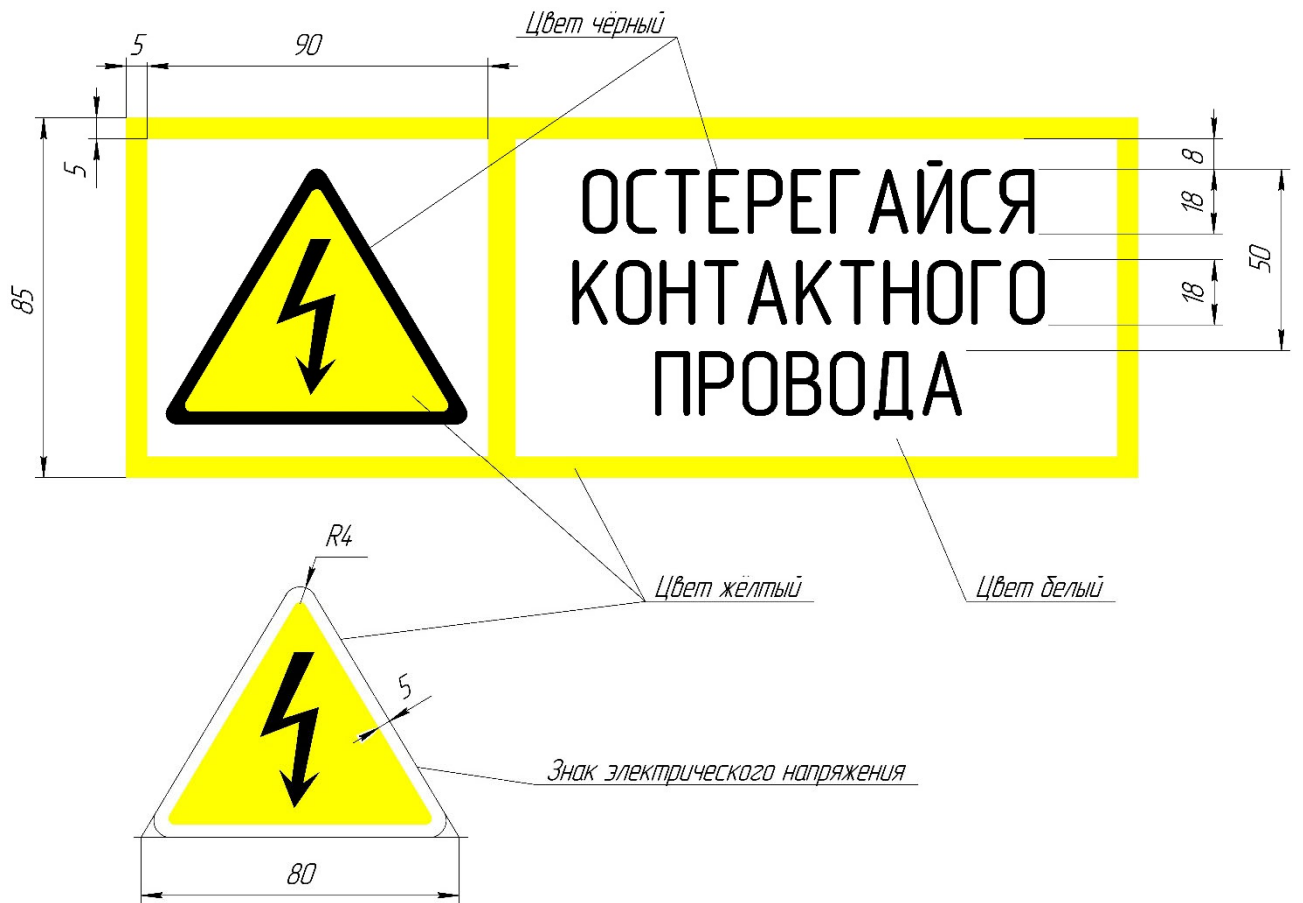 Цвет чёрный
5
90
5
85
ОСТЕРЕГАЙСЯ
КОНТАКТНОГО
ПРОВОДА
8
18
18
50
R4
Цвет жёлтый
Цвет белый
5
Знак электрического напряжения
80